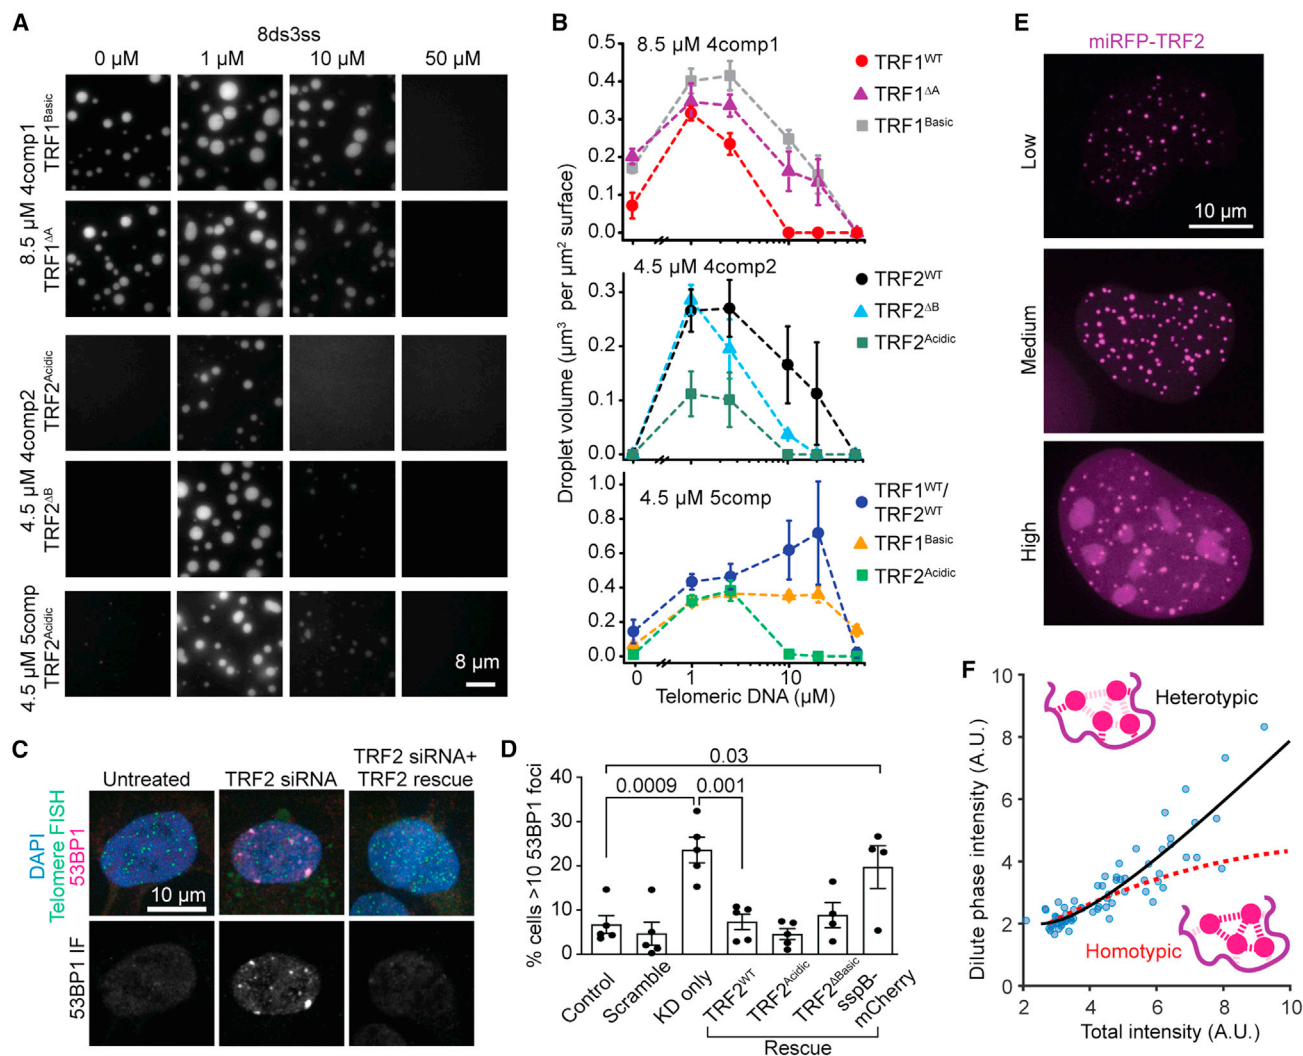 A
8ds3ss
0 µM 1 µM 10 µM 50 µM
8.5 µM 4comp1
TRF1Basic
TRF1ΔA
4.5 µM 4comp2
TRF2Acidic
TRF2ΔB
4.5 µM 5comp
TRF2Acidic
8 µm
B
Droplet volume (µm³ per µm² surface)
8.5 µM 4comp1
0.5
0.4
0.3
0.2
0.1
0.0
TRF1WT
TRF1ΔA
TRF1Basic
4.5 µM 4comp2
0.3
0.2
0.1
0.0
TRF2WT
TRF2ΔB
TRF2Acidic
4.5 µM 5comp
1.0
0.8
0.6
0.4
0.2
0.0
TRF1WT/
TRF2WT
TRF1Basic
TRF2Acidic
0 1 10
Telomeric DNA (µM)
C
Untreated
TRF2 siRNA
TRF2 siRNA+
TRF2 rescue
DAPI
Telomere FISH
53BP1
10 µm
53BP1 IF
D
0.03
0.0009 0.001
% cells >10 53BP1 foci
40
30
20
10
0
Control
Scramble
KD only
TRF2WT
TRF2Acidic
TRF2ΔBasic
sspB-
mCherry
Rescue
E
miRFP-TRF2
Low
10 µm
Medium
High
F
Dilute phase intensity (A.U.)
10
8
6
4
2
0
Heterotypic
Homotypic
2 4 6 8 10
Total intensity (A.U.)